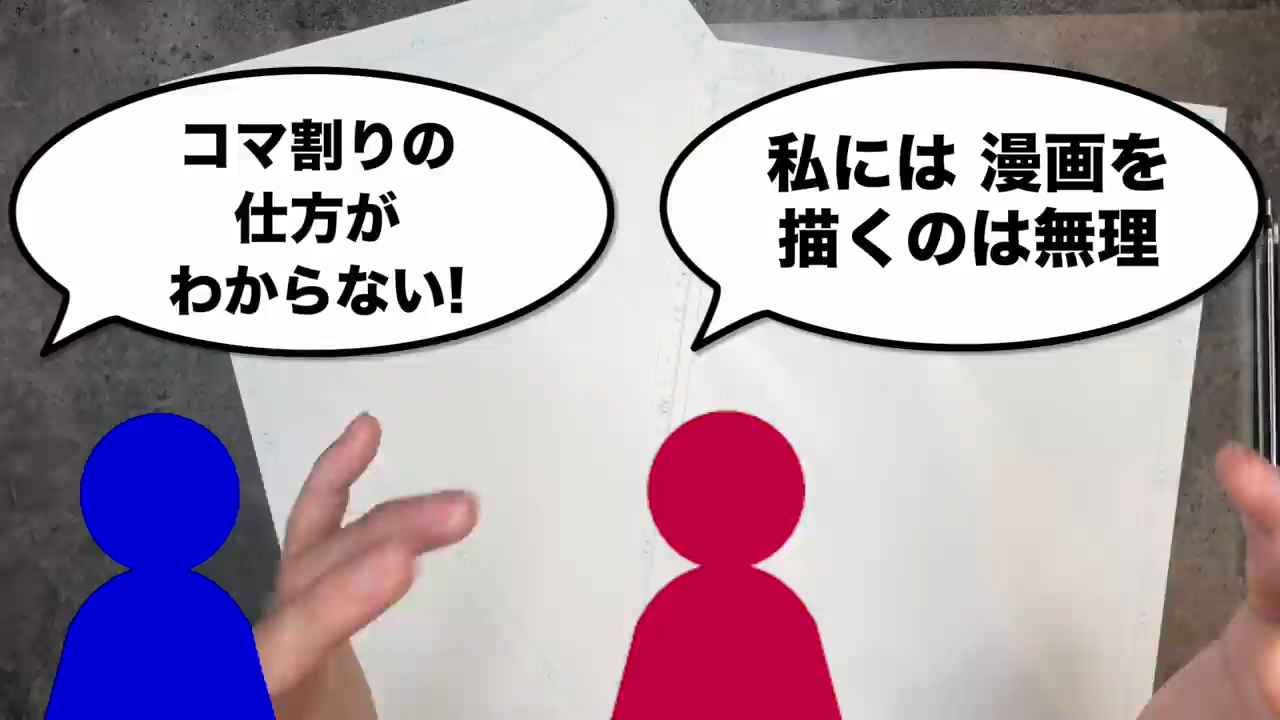 コマ割りの
仕方が
わからない!
私には 漫画を
描くのは無理